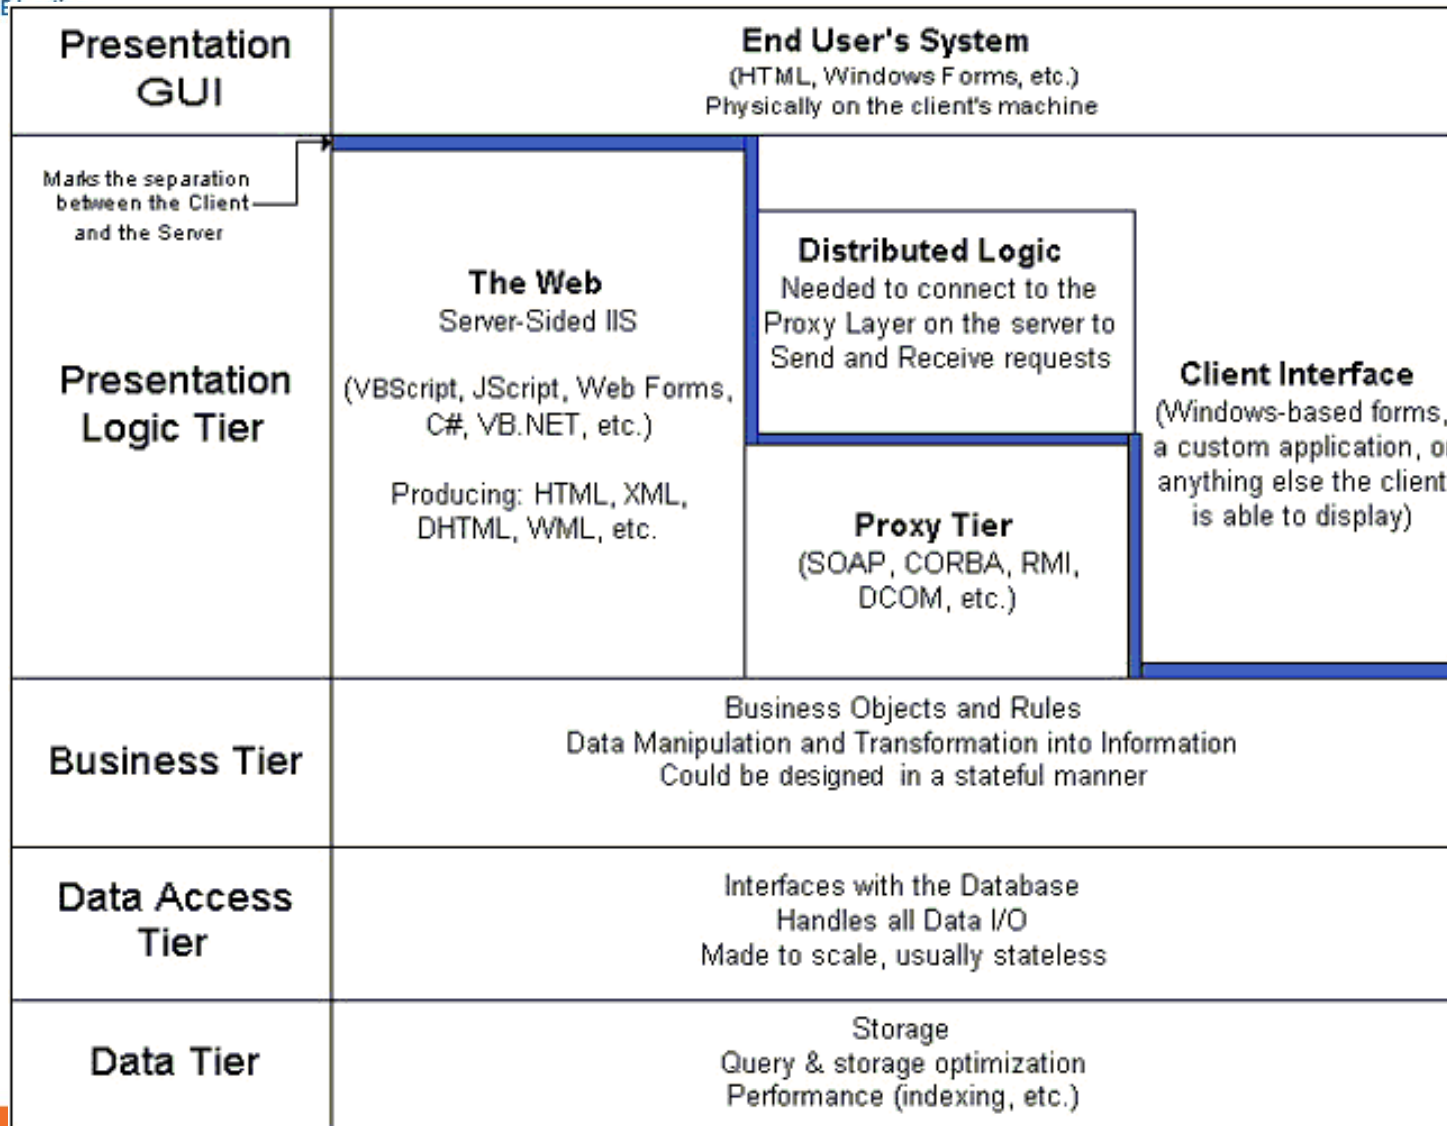 Presentation
GUI
End User's System
(HTML, Windows Forms, etc.)
Physically on the client's machine
Marks the separation
between the Client
and the Server
Presentation
Logic Tier
The Web
Server-Sided IIS
(VBScript, JScript, Web Forms,
C#, VB.NET, etc.)
Producing: HTML, XML,
DHTML, WML, etc.
Distributed Logic
Needed to connect to the
Proxy Layer on the server to
Send and Receive requests
Proxy Tier
(SOAP, CORBA, RMI,
DCOM, etc.)
Client Interface
(Windows-based forms,
a custom application, or
anything else the client
is able to display)
Business Tier
Business Objects and Rules
Data Manipulation and Transformation into Information
Could be designed in a stateful manner
Data Access
Tier
Interfaces with the Database
Handles all Data I/O
Made to scale, usually stateless
Data Tier
Storage
Query & storage optimization
Performance (indexing, etc.)